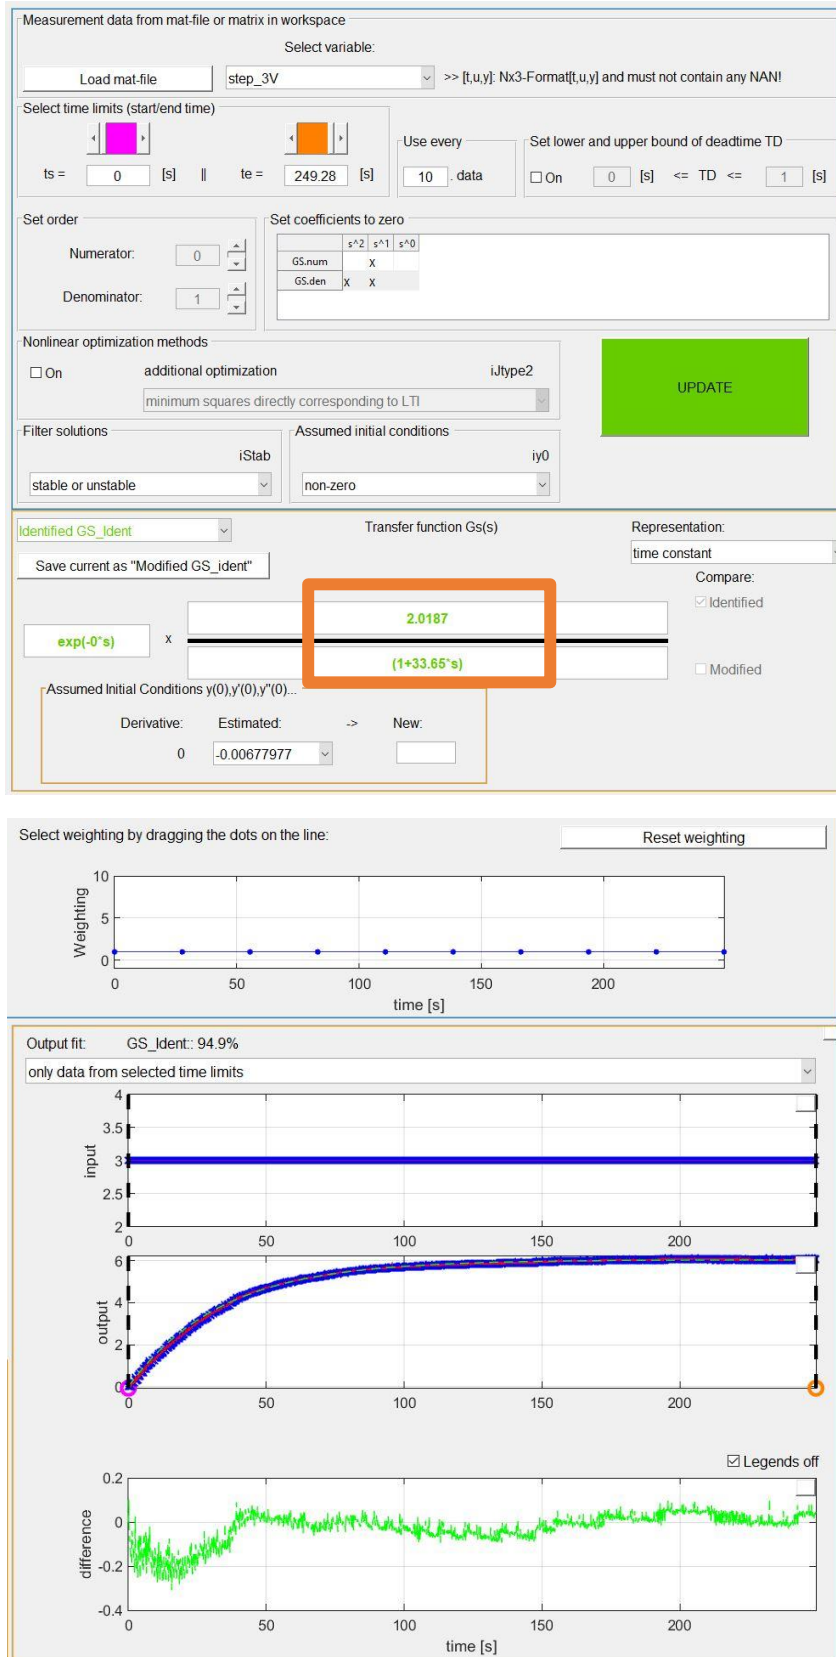 Measurement data from mat-file or matrix in workspace
Select variable:
Load mat-file step_3V >> [t,u,y]: Nx3-Format[t,u,y] and must not contain any NAN!
Select time limits (start/end time)
Use every Set lower and upper bound of deadtime TD
ts = 0 [s] || te = 249.28 [s] 10 . data On 0 [s] <= TD <= 1 [s]
Set order Set coefficients to zero
s^2 s^1 s^0
Numerator: 0 GS.num x
GS.den x x
Denominator: 1
Nonlinear optimization methods
On additional optimization iJtype2
minimum squares directly corresponding to LTI
UPDATE
Filter solutions Assumed initial conditions
iStab iy0
stable or unstable non-zero
Identified GS_Ident Transfer function Gs(s) Representation:
time constant
Save current as "Modified GS_ident"
Compare:
Identified
2.0187
exp(-0*s) x
(1+33.65*s)
Modified
Assumed Initial Conditions y(0),y'(0),y''(0)...
Derivative: Estimated: -> New:
0 -0.00677977
Select weighting by dragging the dots on the line: Reset weighting
10
5
0
Weighting
0 50 100 150 200
time [s]
Output fit: GS_Ident:: 94.9%
only data from selected time limits
4
3.5
3
2.5
2
input
0 50 100 150 200
6
4
2
0
output
0 50 100 150 200
Legends off
0.2
0
-0.2
-0.4
difference
0 50 100 150 200
time [s]